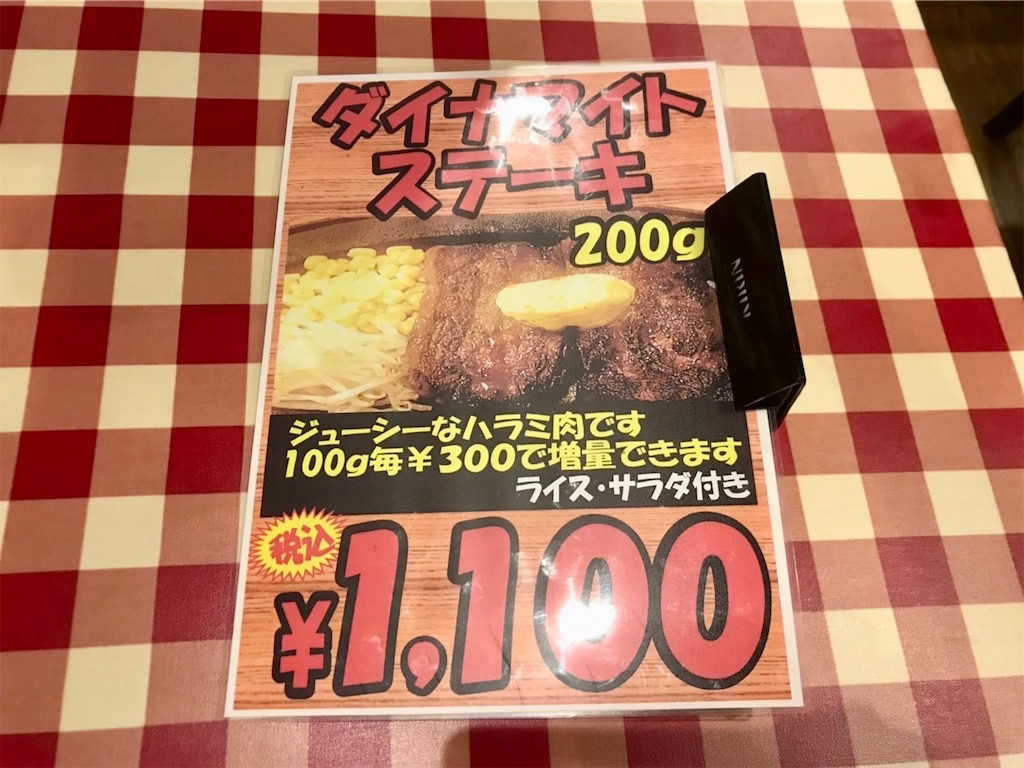 ダイナマイト
ステーキ
200g
ジューシーなハラミ肉です
100g毎￥300で増量できます
ライス・サラダ付き
税込
￥1,100